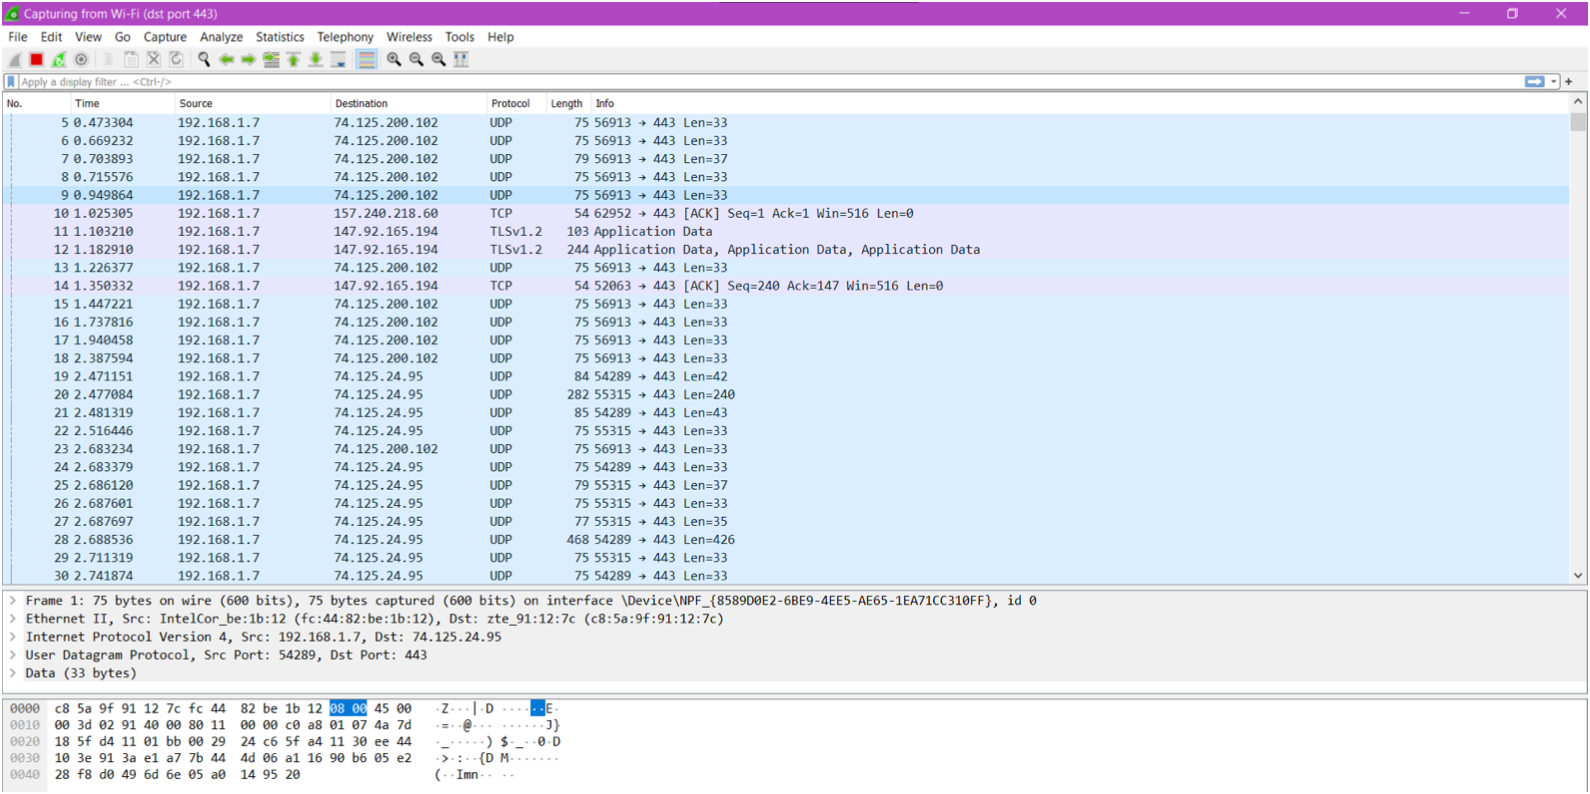 Capturing from Wi-Fi (dst port 443)
File Edit View Go Capture Analyze Statistics Telephony Wireless Tools Help
Apply a display filter ... <Ctrl-/>
No. Time Source Destination Protocol Length Info
5 0.473304 192.168.1.7 74.125.200.102 UDP 75 56913 → 443 Len=33
6 0.669232 192.168.1.7 74.125.200.102 UDP 75 56913 → 443 Len=33
7 0.703893 192.168.1.7 74.125.200.102 UDP 79 56913 → 443 Len=37
8 0.715576 192.168.1.7 74.125.200.102 UDP 75 56913 → 443 Len=33
9 0.949864 192.168.1.7 74.125.200.102 UDP 75 56913 → 443 Len=33
10 1.025305 192.168.1.7 157.240.218.60 TCP 54 62952 → 443 [ACK] Seq=1 Ack=1 Win=516 Len=0
11 1.103210 192.168.1.7 147.92.165.194 TLSv1.2 103 Application Data
12 1.182910 192.168.1.7 147.92.165.194 TLSv1.2 244 Application Data, Application Data, Application Data
13 1.226377 192.168.1.7 74.125.200.102 UDP 75 56913 → 443 Len=33
14 1.350332 192.168.1.7 147.92.165.194 TCP 54 52063 → 443 [ACK] Seq=240 Ack=147 Win=516 Len=0
15 1.447221 192.168.1.7 74.125.200.102 UDP 75 56913 → 443 Len=33
16 1.737816 192.168.1.7 74.125.200.102 UDP 75 56913 → 443 Len=33
17 1.940458 192.168.1.7 74.125.200.102 UDP 75 56913 → 443 Len=33
18 2.387594 192.168.1.7 74.125.200.102 UDP 75 56913 → 443 Len=33
19 2.471151 192.168.1.7 74.125.24.95 UDP 84 54289 → 443 Len=42
20 2.477084 192.168.1.7 74.125.24.95 UDP 282 55315 → 443 Len=240
21 2.481319 192.168.1.7 74.125.24.95 UDP 85 54289 → 443 Len=43
22 2.516446 192.168.1.7 74.125.24.95 UDP 75 55315 → 443 Len=33
23 2.683234 192.168.1.7 74.125.200.102 UDP 75 56913 → 443 Len=33
24 2.683379 192.168.1.7 74.125.24.95 UDP 75 54289 → 443 Len=33
25 2.686120 192.168.1.7 74.125.24.95 UDP 79 55315 → 443 Len=37
26 2.687601 192.168.1.7 74.125.24.95 UDP 75 55315 → 443 Len=33
27 2.687697 192.168.1.7 74.125.24.95 UDP 77 55315 → 443 Len=35
28 2.688536 192.168.1.7 74.125.24.95 UDP 468 54289 → 443 Len=426
29 2.711319 192.168.1.7 74.125.24.95 UDP 75 55315 → 443 Len=33
30 2.741874 192.168.1.7 74.125.24.95 UDP 75 54289 → 443 Len=33
> Frame 1: 75 bytes on wire (600 bits), 75 bytes captured (600 bits) on interface \Device\NPF_{8589D0E2-6BE9-4EE5-AE65-1EA71CC310FF}, id 0
> Ethernet II, Src: IntelCor_be:1b:12 (fc:44:82:be:1b:12), Dst: zte_91:12:7c (c8:5a:9f:91:12:7c)
> Internet Protocol Version 4, Src: 192.168.1.7, Dst: 74.125.24.95
> User Datagram Protocol, Src Port: 54289, Dst Port: 443
> Data (33 bytes)
0000 c8 5a 9f 91 12 7c fc 44 82 be 1b 12 08 00 45 00 ·Z···|·D ······E·
0010 00 3d 02 91 40 00 80 11 00 00 c0 a8 01 07 4a 7d ·=··@··· ······J}
0020 18 5f d4 11 01 bb 00 29 24 c6 5f a4 11 30 ee 44 ·_·····) $·_··0·D
0030 10 3e 91 3a e1 a7 7b 44 4d 06 a1 16 90 b6 05 e2 ·>·:··{D M·······
0040 28 f8 d0 49 6d 6e 05 a0 14 95 20 (··Imn·· ··